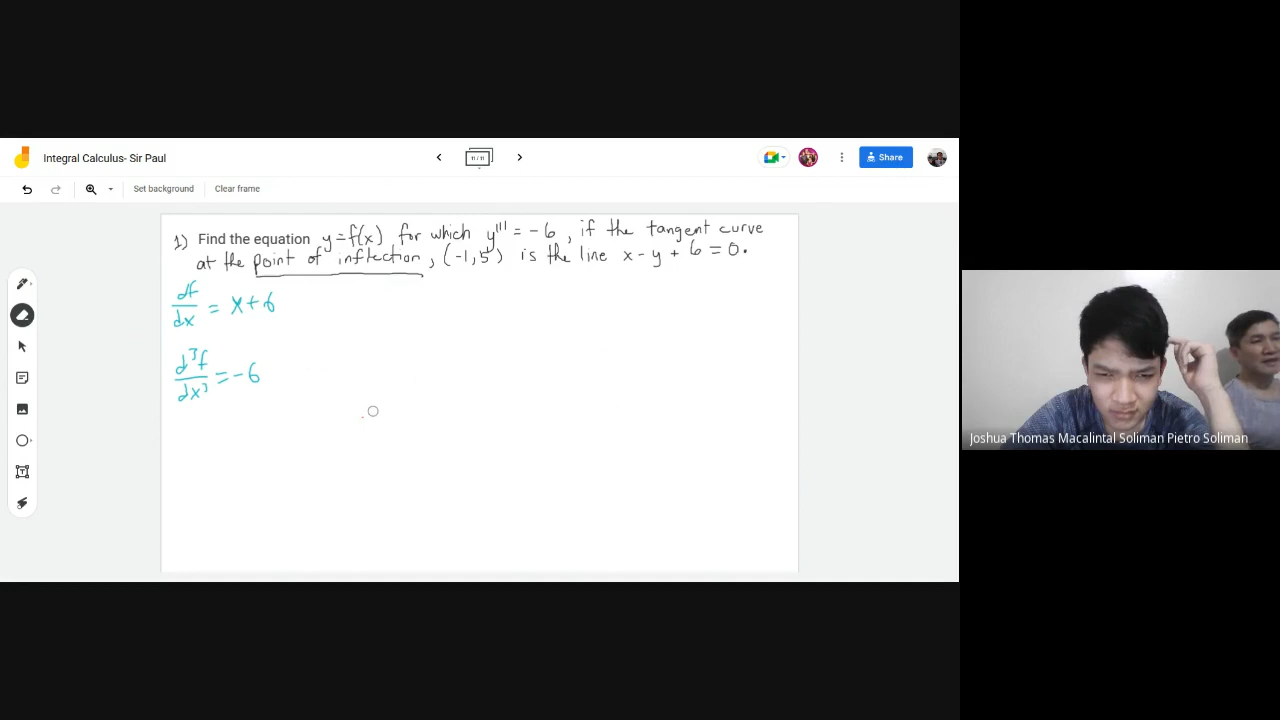 Integral Calculus- Sir Paul
11 / 11
Share
Set background
Clear frame
1) Find the equation y=f(x) for which y''' = -6, if the tangent curve
at the point of inflection, (-1,5) is the line x - y + 6 = 0.
df/dx = x+6
d³f/dx³ = -6
Joshua Thomas Macalintal Soliman Pietro Soliman